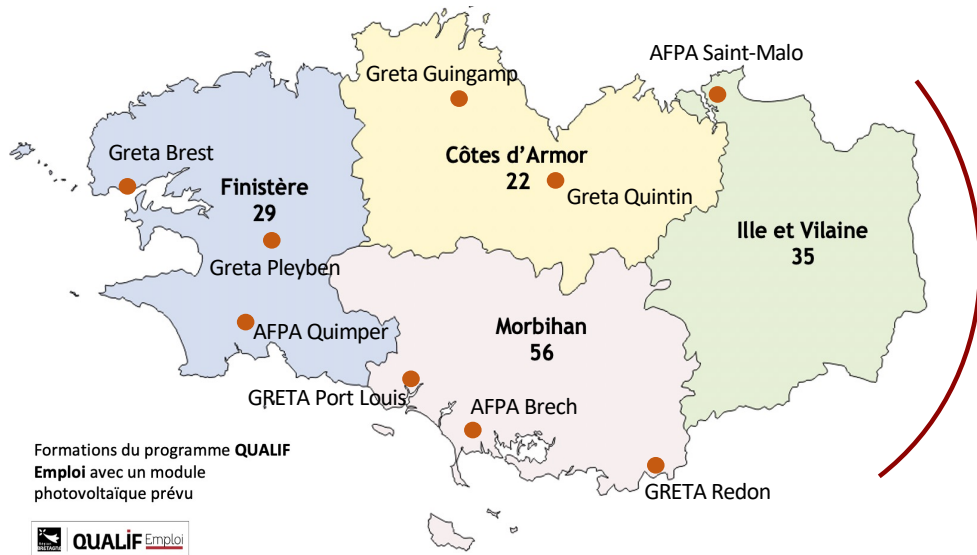 AFPA Saint-Malo
Greta Guingamp
Greta Brest
Côtes d'Armor
22
Finistère
29
Greta Quintin
Ille et Vilaine
35
Greta Pleyben
AFPA Quimper
Morbihan
56
GRETA Port Louis
AFPA Brech
GRETA Redon
Formations du programme QUALIF
Emploi avec un module
photovoltaïque prévu
BRETAGNE
QUALiF Emploi